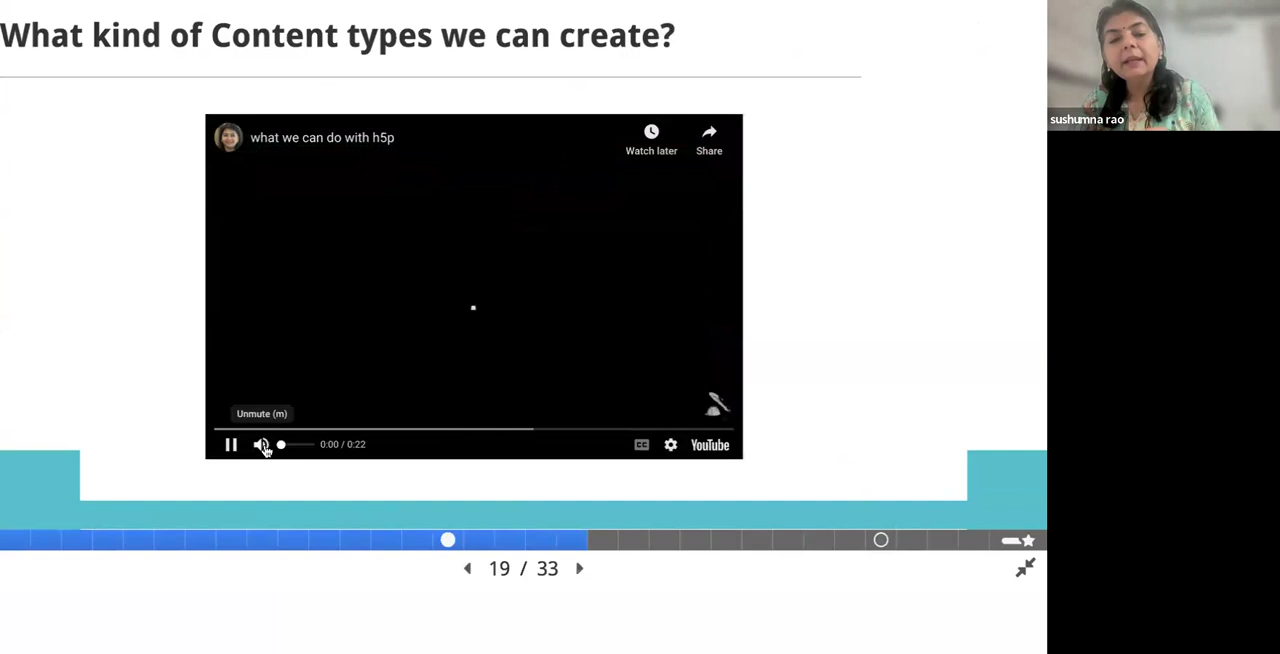 What kind of Content types we can create?
sushumna rao
what we can do with h5p
Watch later
Share
Unmute (m)
0:00 / 0:22
CC
YouTube
19 / 33